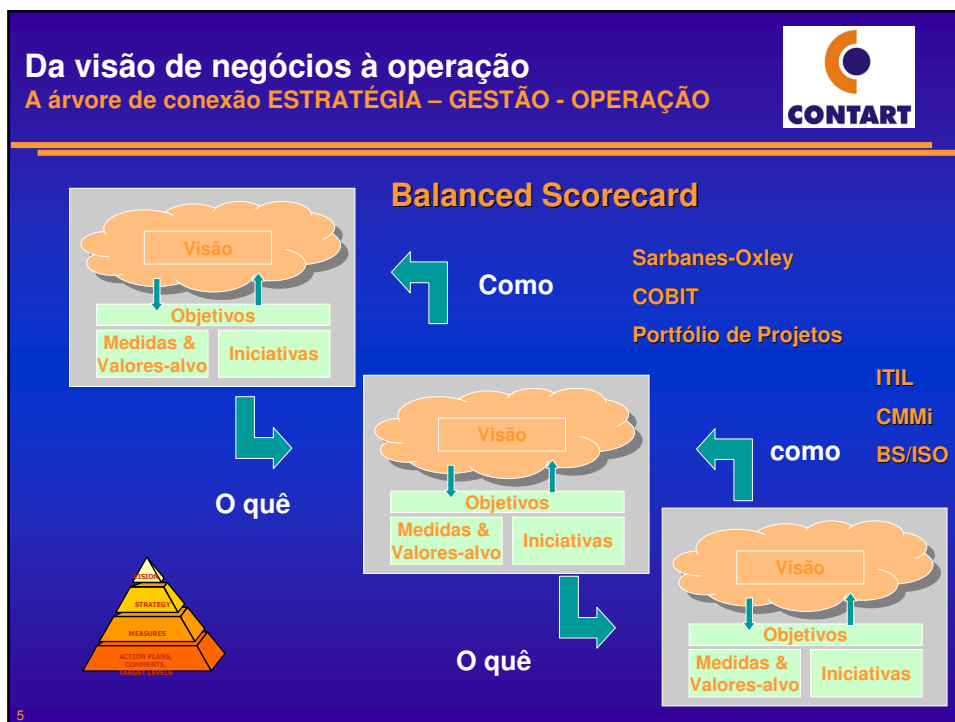 Da visão de negócios à operação
A árvore de conexão ESTRATÉGIA – GESTÃO - OPERAÇÃO
CONTART
Balanced Scorecard
Visão
Objetivos
Medidas &
Valores-alvo
Iniciativas
Como
Sarbanes-Oxley
COBIT
Portfólio de Projetos
O quê
Visão
Objetivos
Medidas &
Valores-alvo
Iniciativas
como
ITIL
CMMi
BS/ISO
O quê
Visão
Objetivos
Medidas &
Valores-alvo
Iniciativas
VISION
STRATEGY
MEASURES
ACTION PLANS,
COMMENTS,
TARGET LEVELS
5